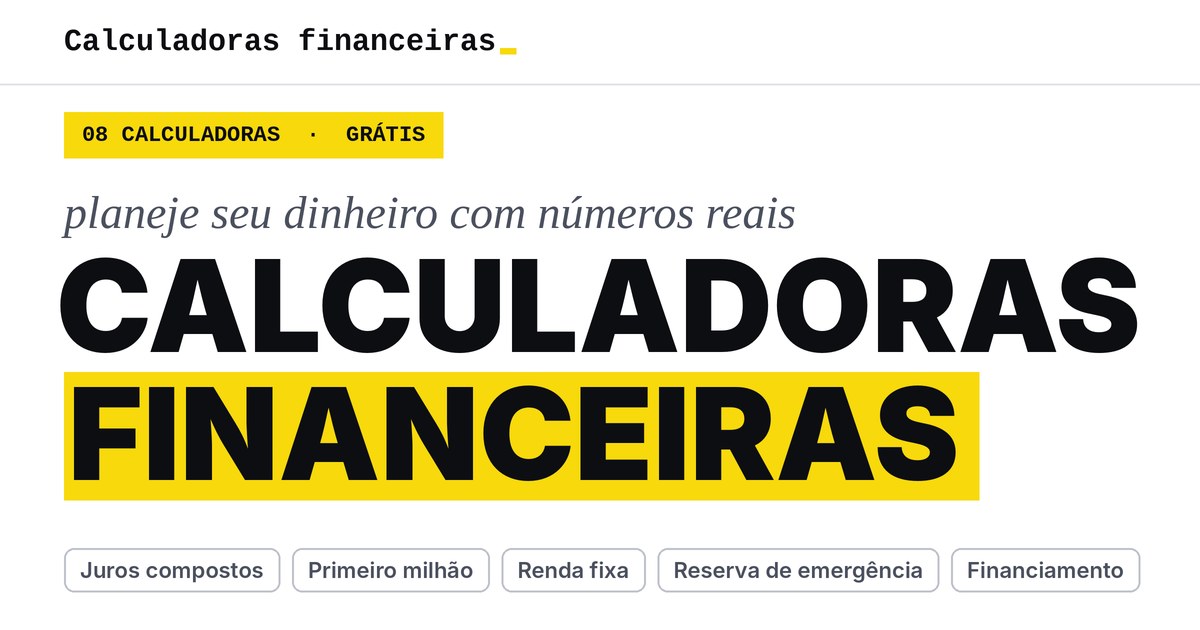 Calculadoras financeiras_
08 CALCULADORAS · GRÁTIS
planeje seu dinheiro com números reais
CALCULADORAS
FINANCEIRAS
Juros compostos Primeiro milhão Renda fixa Reserva de emergência Financiamento